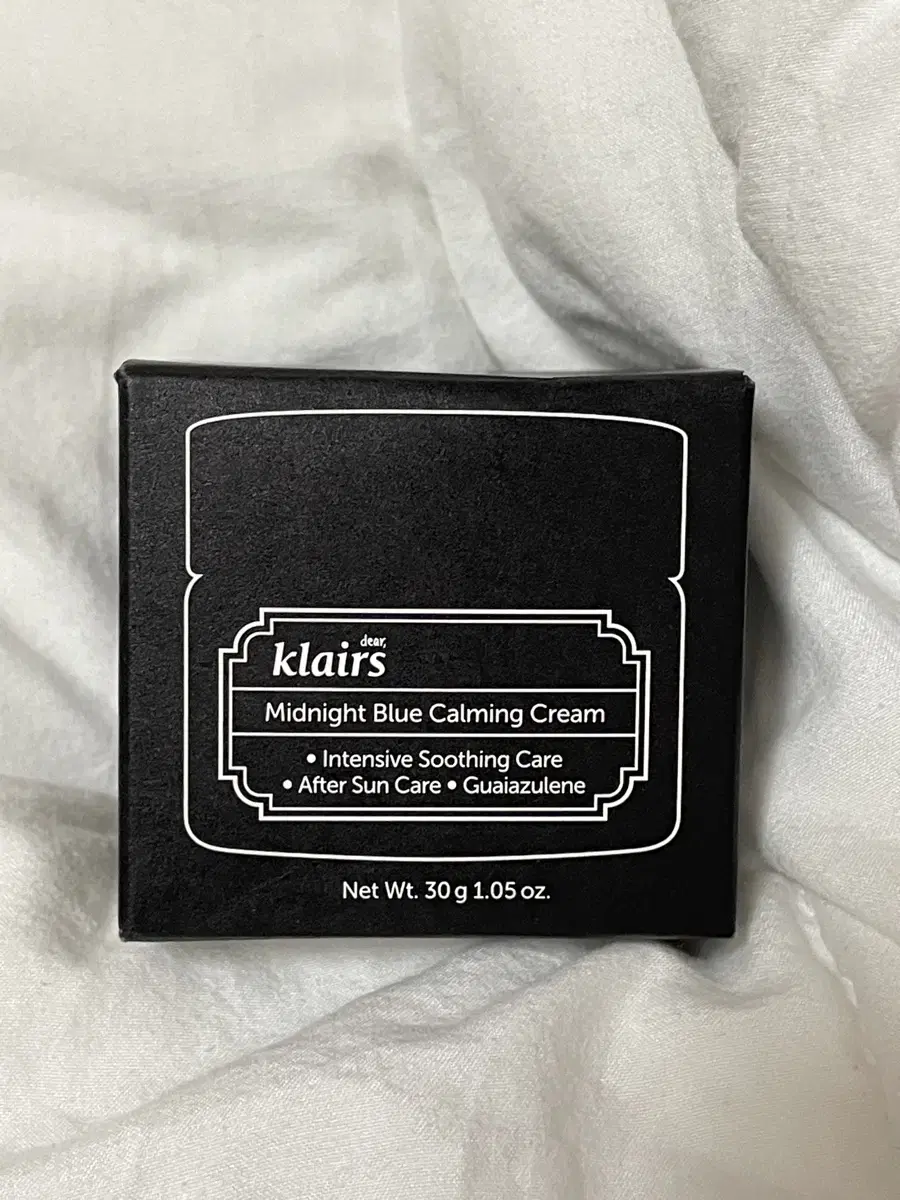 dear,
klairs
Midnight Blue Calming Cream
• Intensive Soothing Care
• After Sun Care • Guaiazulene
Net Wt. 30 g 1.05 oz.